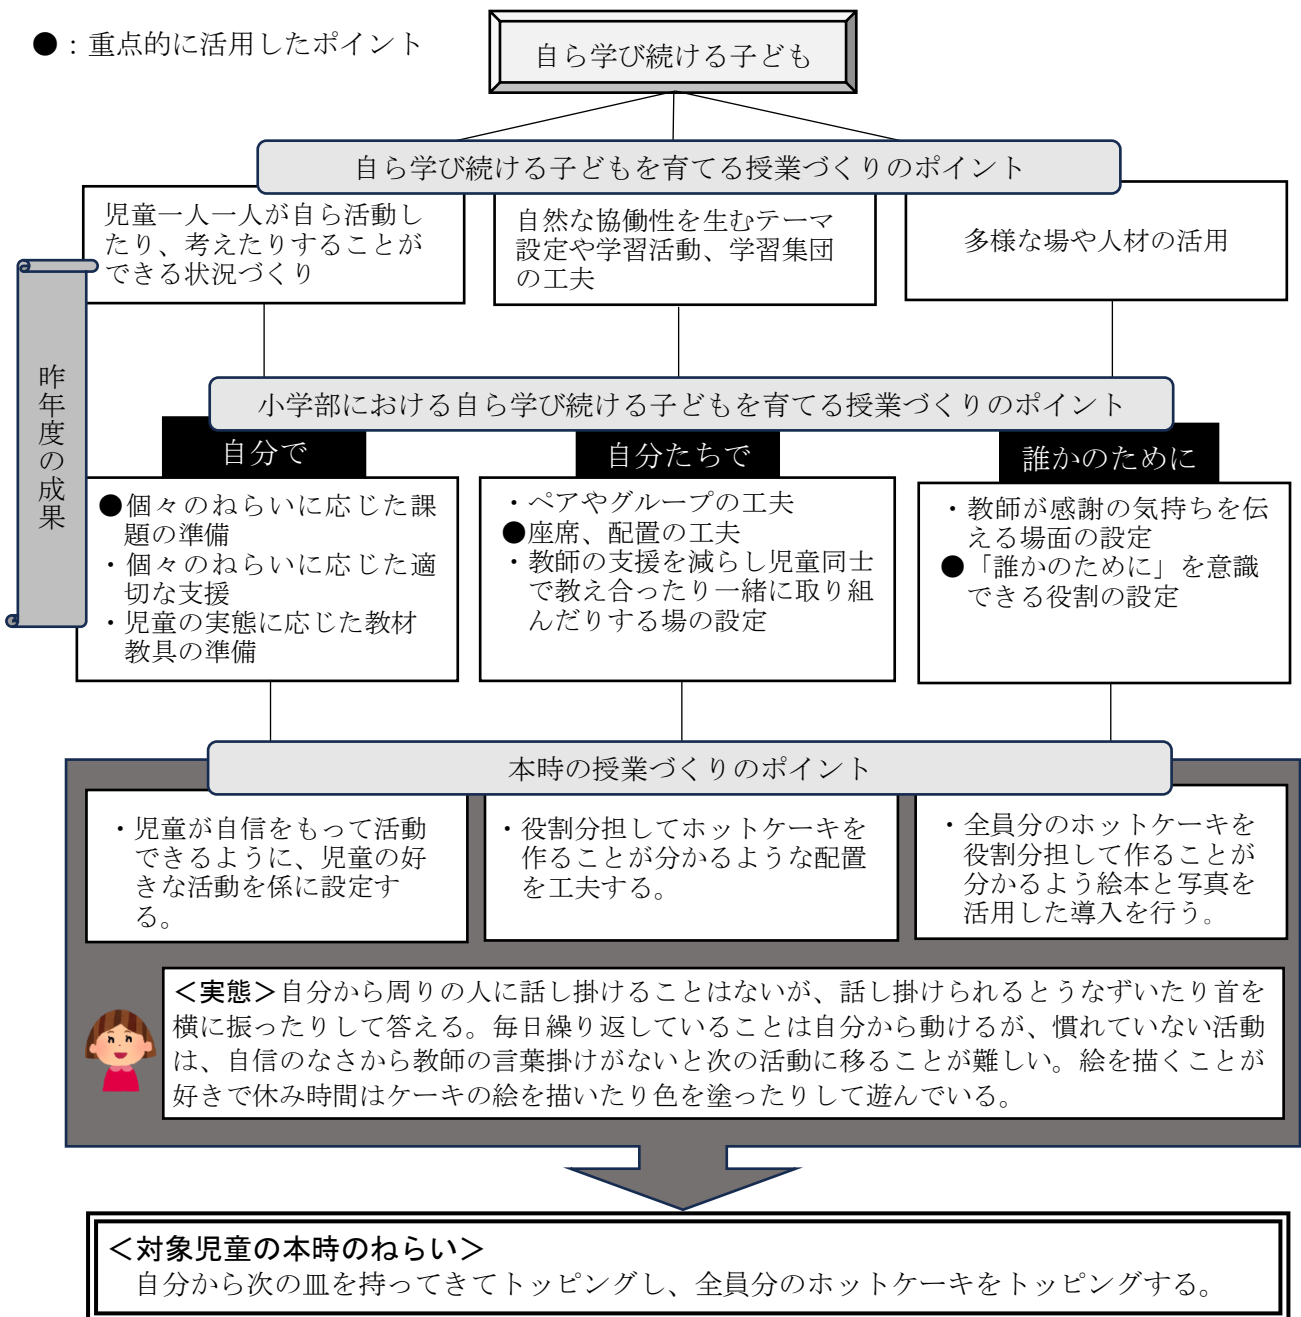 ●：重点的に活用したポイント
自ら学び続ける子ども
自ら学び続ける子どもを育てる授業づくりのポイント
児童一人一人が自ら活動し
たり、考えたりすることが
できる状況づくり
自然な協働性を生むテーマ
設定や学習活動、学習集団
の工夫
多様な場や人材の活用
昨年度の成果
小学部における自ら学び続ける子どもを育てる授業づくりのポイント
自分で
●個々のねらいに応じた課
題の準備
・個々のねらいに応じた適
切な支援
・児童の実態に応じた教材
教具の準備
自分たちで
・ペアやグループの工夫
●座席、配置の工夫
・教師の支援を減らし児童同士
で教え合ったり一緒に取り組
んだりする場の設定
誰かのために
・教師が感謝の気持ちを伝
える場面の設定
●「誰かのために」を意識
できる役割の設定
本時の授業づくりのポイント
・児童が自信をもって活動
できるように、児童の好
きな活動を係に設定す
る。
・役割分担してホットケーキを
作ることが分かるような配置
を工夫する。
・全員分のホットケーキを
役割分担して作ることが
分かるよう絵本と写真を
活用した導入を行う。
＜実態＞自分から周りの人に話し掛けることはないが、話し掛けられるとうなずいたり首を
横に振ったりして答える。毎日繰り返していることは自分から動けるが、慣れていない活動
は、自信のなさから教師の言葉掛けがないと次の活動に移ることが難しい。絵を描くことが
好きで休み時間はケーキの絵を描いたり色を塗ったりして遊んでいる。
＜対象児童の本時のねらい＞
自分から次の皿を持ってきてトッピングし、全員分のホットケーキをトッピングする。